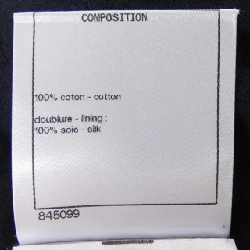 COMPOSITION
100% coton - cotton
doublure - lining :
100% soie - silk
845099